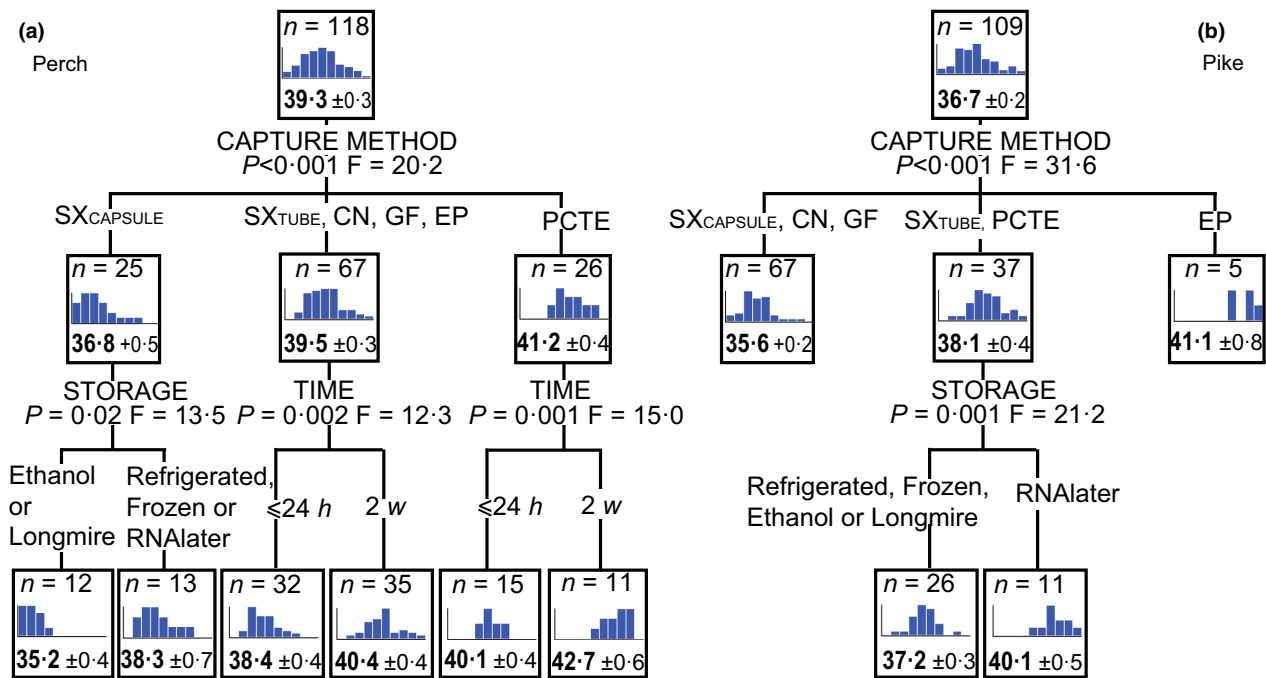 (a)
Perch
n = 118
39·3 ±0·3
CAPTURE METHOD
P<0·001 F = 20·2
SXCAPSULE
SXTUBE, CN, GF, EP
PCTE
n = 25
36·8 +0·5
n = 67
39·5 ±0·3
n = 26
41·2 ±0·4
STORAGE
P = 0·02 F = 13·5
TIME
P = 0·002 F = 12·3
TIME
P = 0·001 F = 15·0
Ethanol
or
Longmire
Refrigerated,
Frozen or
RNAlater
⩽24 h
2 w
⩽24 h
2 w
n = 12
35·2 ±0·4
n = 13
38·3 ±0·7
n = 32
38·4 ±0·4
n = 35
40·4 ±0·4
n = 15
40·1 ±0·4
n = 11
42·7 ±0·6
(b)
Pike
n = 109
36·7 ±0·2
CAPTURE METHOD
P<0·001 F = 31·6
SXCAPSULE, CN, GF
SXTUBE, PCTE
EP
n = 67
35·6 +0·2
n = 37
38·1 ±0·4
n = 5
41·1 ±0·8
STORAGE
P = 0·001 F = 21·2
Refrigerated, Frozen,
Ethanol or Longmire
RNAlater
n = 26
37·2 ±0·3
n = 11
40·1 ±0·5